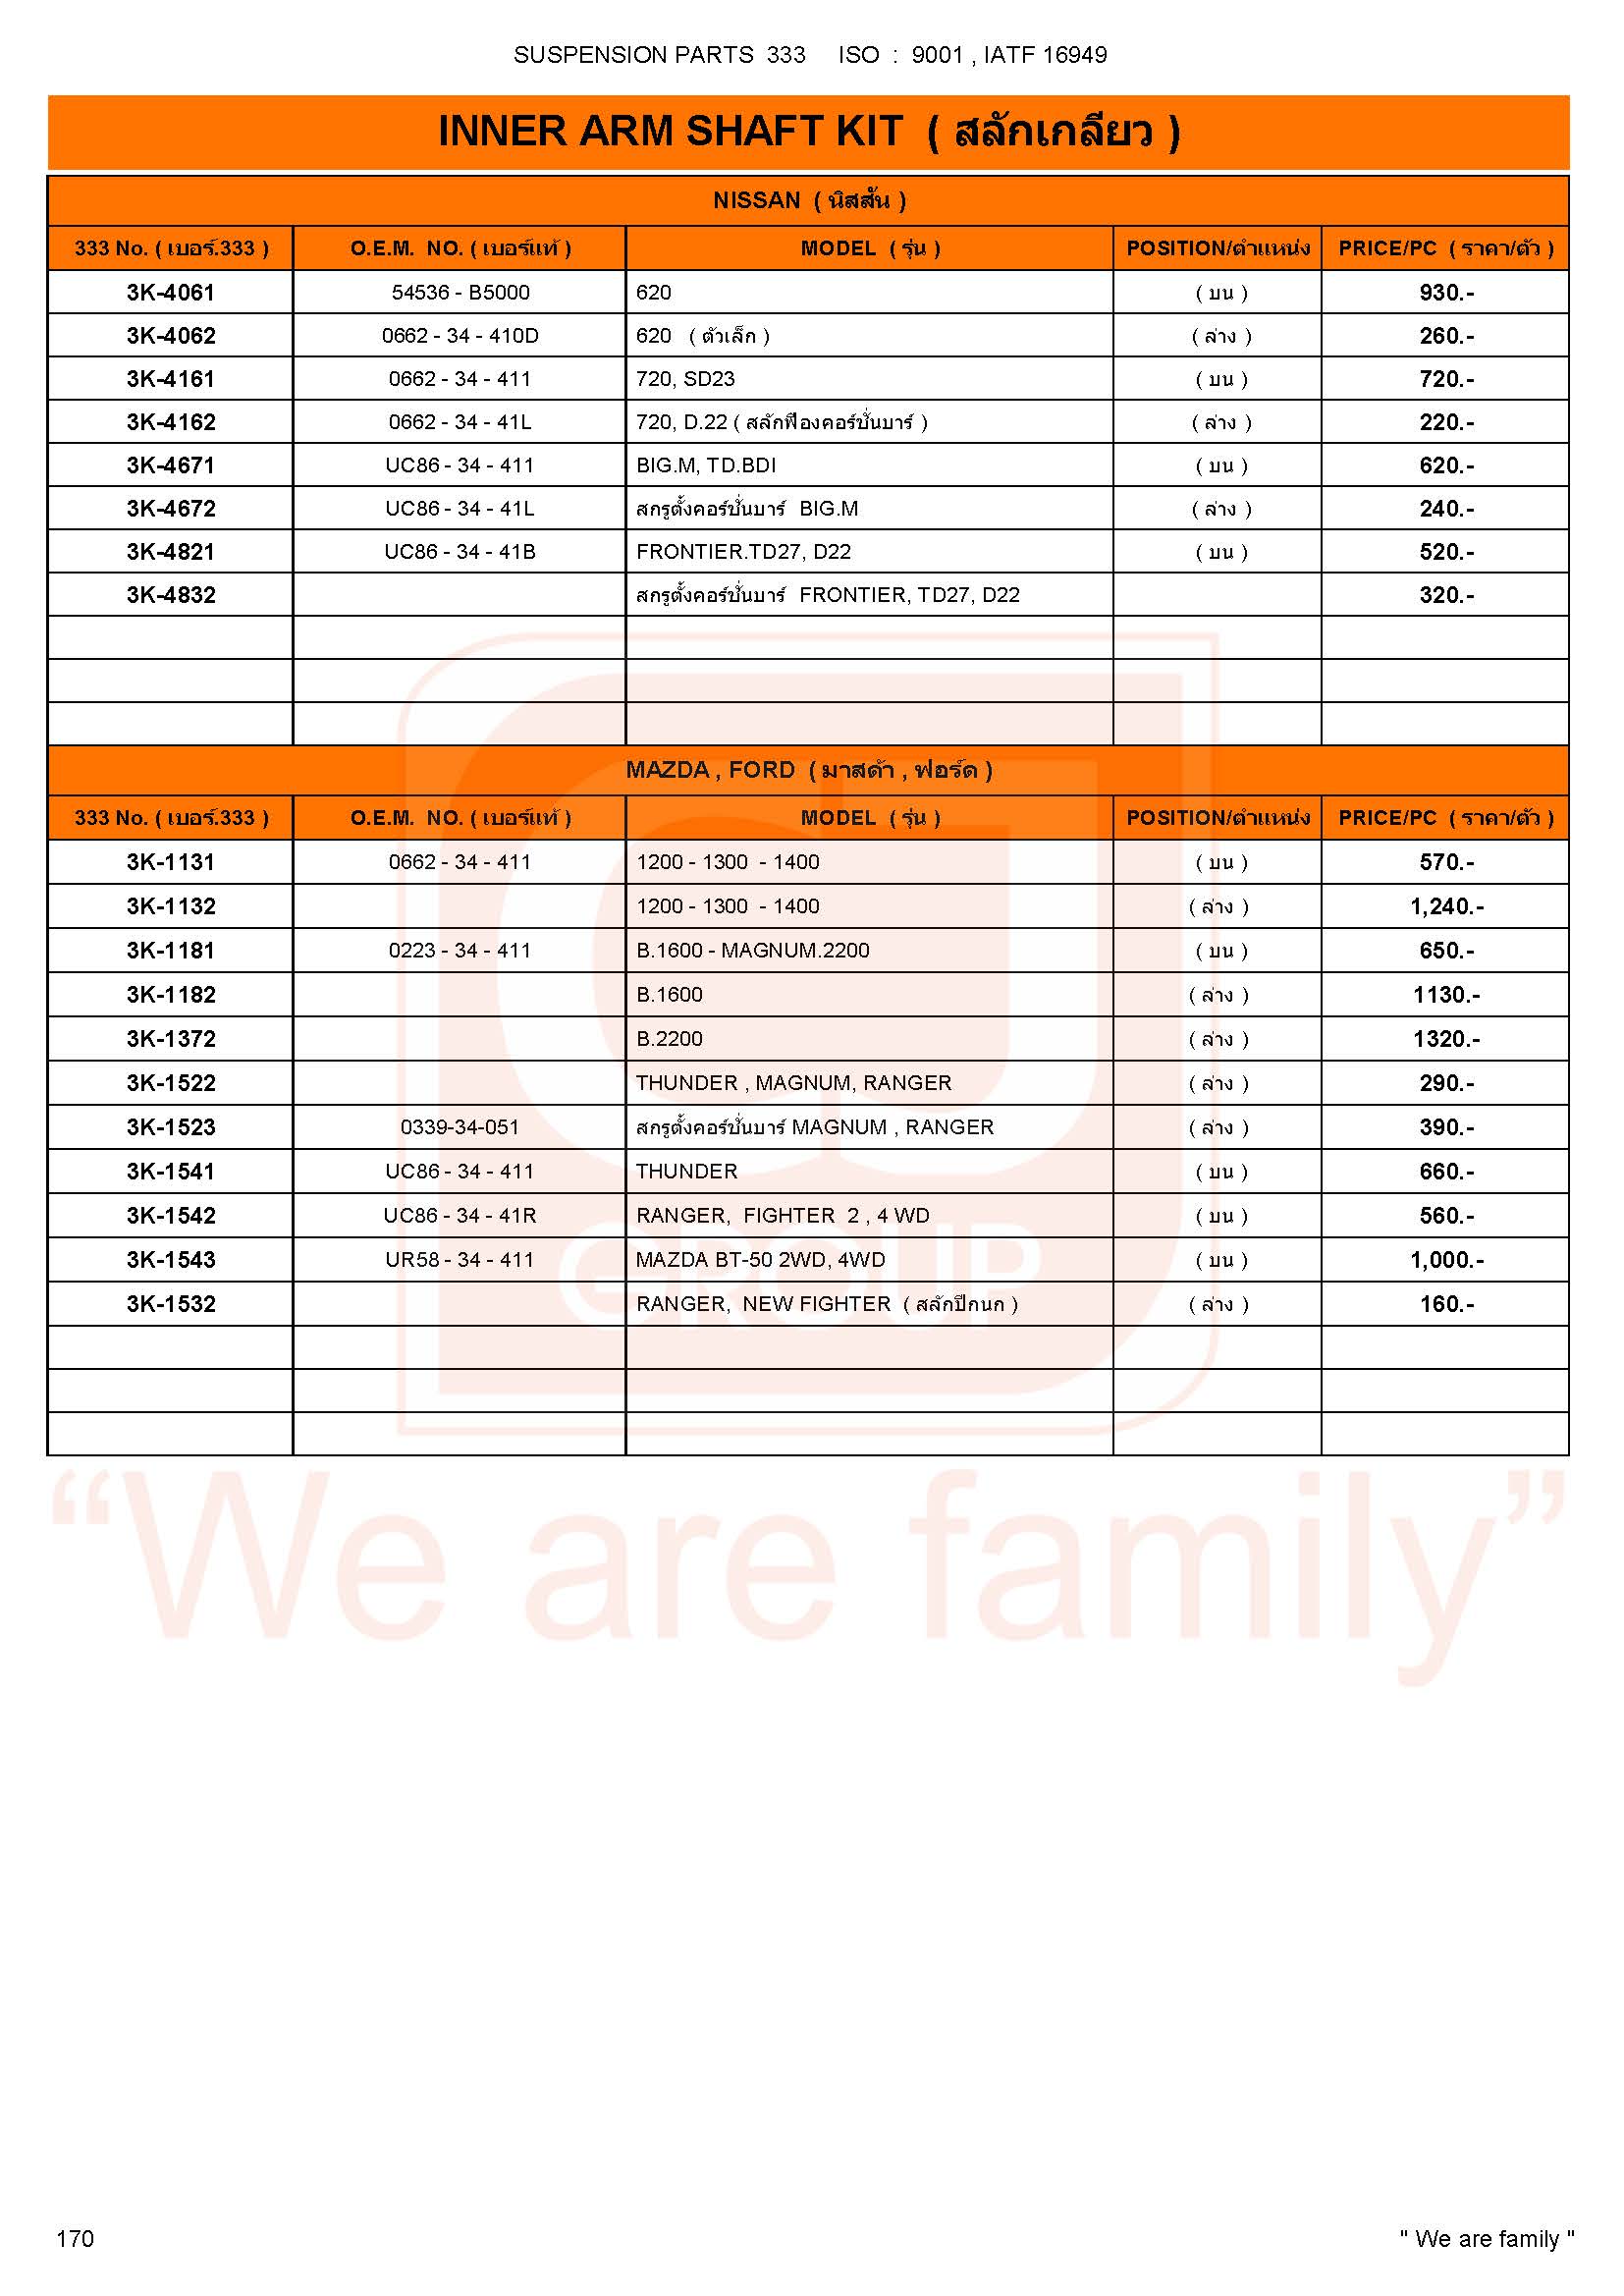 SUSPENSION PARTS 333 ISO : 9001 , IATF 16949
INNER ARM SHAFT KIT ( สลักเกลียว )
NISSAN ( นิสสั้น )
333 No. ( เบอร์.333 ) O.E.M. NO. ( เบอร์แท้ ) MODEL ( รุ่น ) POSITION/ตำแหน่ง PRICE/PC ( ราคา/ตัว )
3K-4061 54536 - B5000 620 ( บน ) 930.-
3K-4062 0662 - 34 - 410D 620 ( ตัวเล็ก ) ( ล่าง ) 260.-
3K-4161 0662 - 34 - 411 720, SD23 ( บน ) 720.-
3K-4162 0662 - 34 - 41L 720, D.22 ( สลักฟืองคอร์ชั่นบาร์ ) ( ล่าง ) 220.-
3K-4671 UC86 - 34 - 411 BIG.M, TD.BDI ( บน ) 620.-
3K-4672 UC86 - 34 - 41L สกรูตั้งคอร์ชั่นบาร์ BIG.M ( ล่าง ) 240.-
3K-4821 UC86 - 34 - 41B FRONTIER.TD27, D22 ( บน ) 520.-
3K-4832 สกรูตั้งคอร์ชั่นบาร์ FRONTIER, TD27, D22 320.-
MAZDA , FORD ( มาสด้า , ฟอร์ด )
333 No. ( เบอร์.333 ) O.E.M. NO. ( เบอร์แท้ ) MODEL ( รุ่น ) POSITION/ตำแหน่ง PRICE/PC ( ราคา/ตัว )
3K-1131 0662 - 34 - 411 1200 - 1300 - 1400 ( บน ) 570.-
3K-1132 1200 - 1300 - 1400 ( ล่าง ) 1,240.-
3K-1181 0223 - 34 - 411 B.1600 - MAGNUM.2200 ( บน ) 650.-
3K-1182 B.1600 ( ล่าง ) 1130.-
3K-1372 B.2200 ( ล่าง ) 1320.-
3K-1522 THUNDER , MAGNUM, RANGER ( ล่าง ) 290.-
3K-1523 0339-34-051 สกรูตั้งคอร์ชั่นบาร์ MAGNUM , RANGER ( ล่าง ) 390.-
3K-1541 UC86 - 34 - 411 THUNDER ( บน ) 660.-
3K-1542 UC86 - 34 - 41R RANGER, FIGHTER 2 , 4 WD ( บน ) 560.-
3K-1543 UR58 - 34 - 411 MAZDA BT-50 2WD, 4WD ( บน ) 1,000.-
3K-1532 RANGER, NEW FIGHTER ( สลักปีกนก ) ( ล่าง ) 160.-
GROUP
“We are family”
170 " We are family "